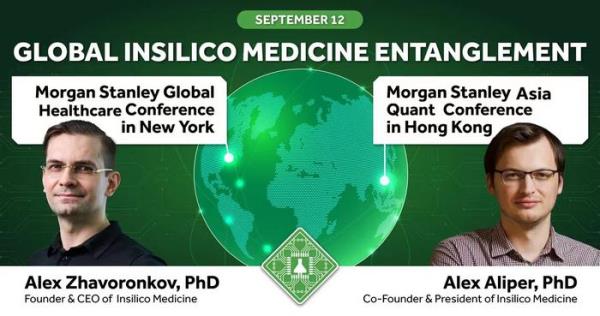 SEPTEMBER 12
GLOBAL INSILICO MEDICINE ENTANGLEMENT
Morgan Stanley Global
Healthcare Conference
in New York
Morgan Stanley Asia
Quant Conference
in Hong Kong
Alex Zhavoronkov, PhD
Founder & CEO of Insilico Medicine
Alex Aliper, PhD
Co-Founder & President of Insilico Medicine